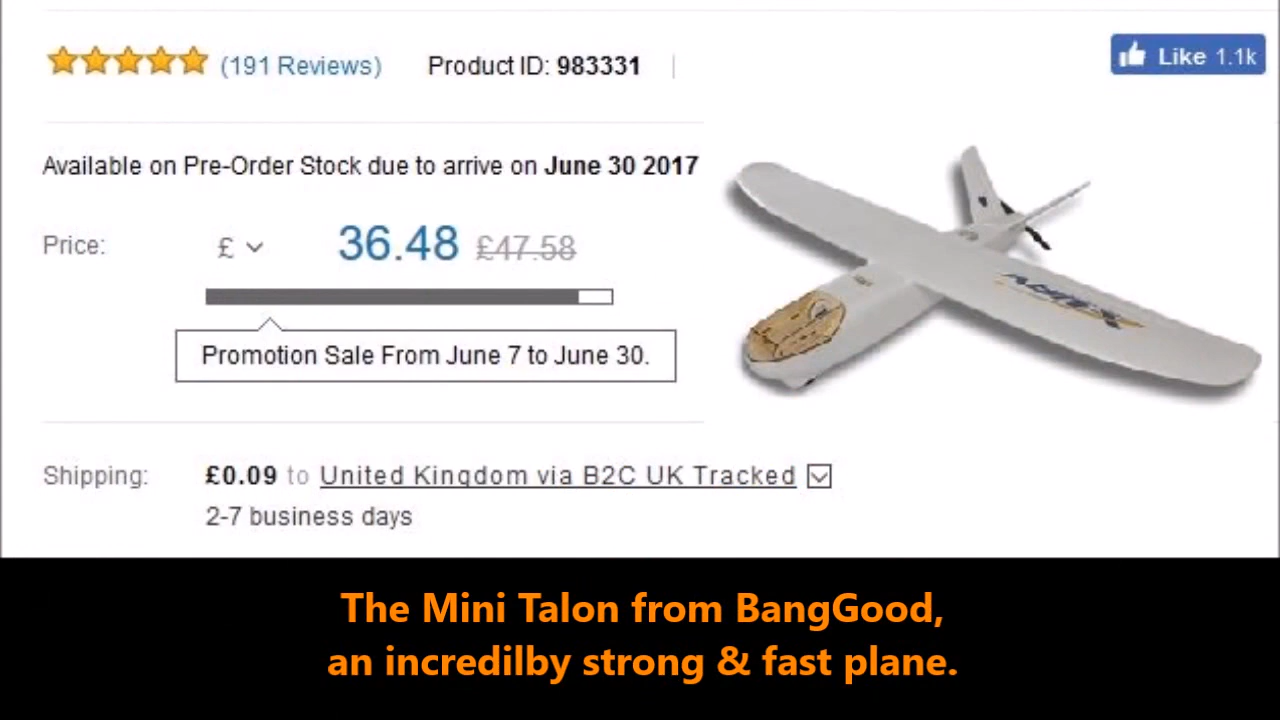 (191 Reviews) Product ID: 983331
Like 1.1k
Available on Pre-Order Stock due to arrive on June 30 2017
Price: £ 36.48 £47.58
Promotion Sale From June 7 to June 30.
Shipping: £0.09 to United Kingdom via B2C UK Tracked
2-7 business days
The Mini Talon from BangGood,
an incredilby strong & fast plane.